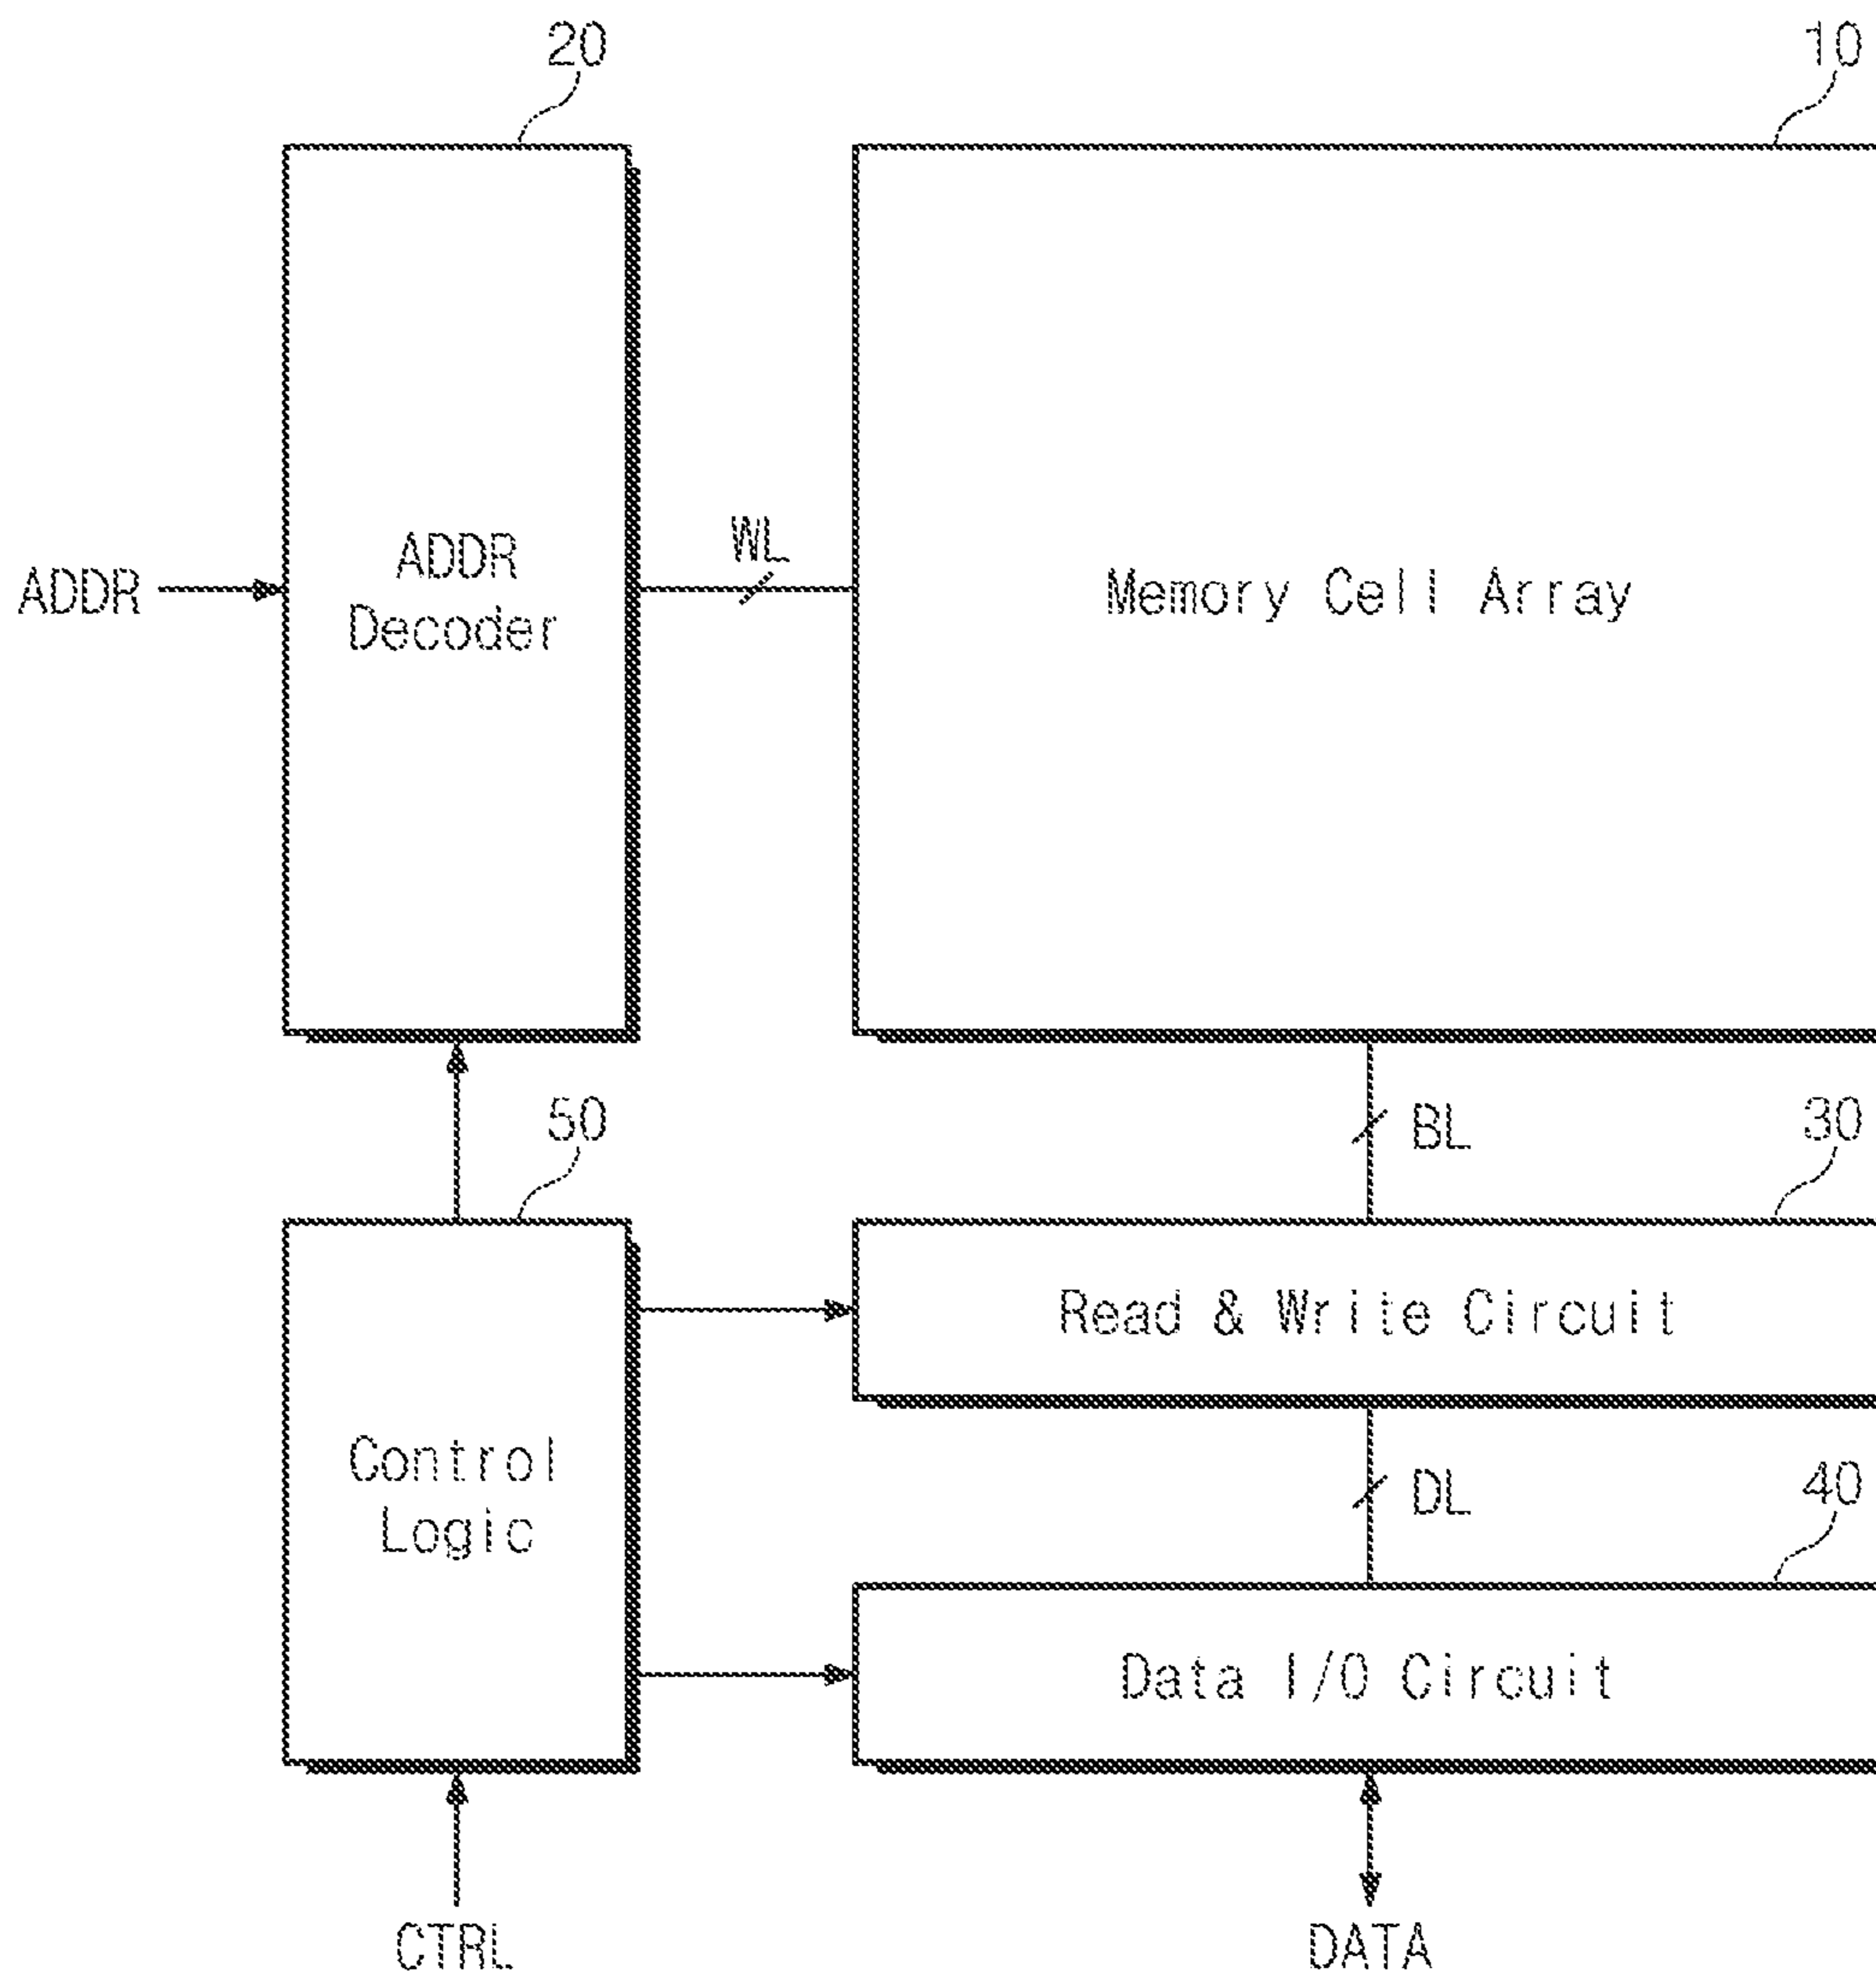 20
10
ADDR
ADDR
Decoder
WL
Memory Cell Array
50
BL
30
Read & Write Circuit
Control
Logic
DL
40
Data I/O Circuit
CTRL
DATA